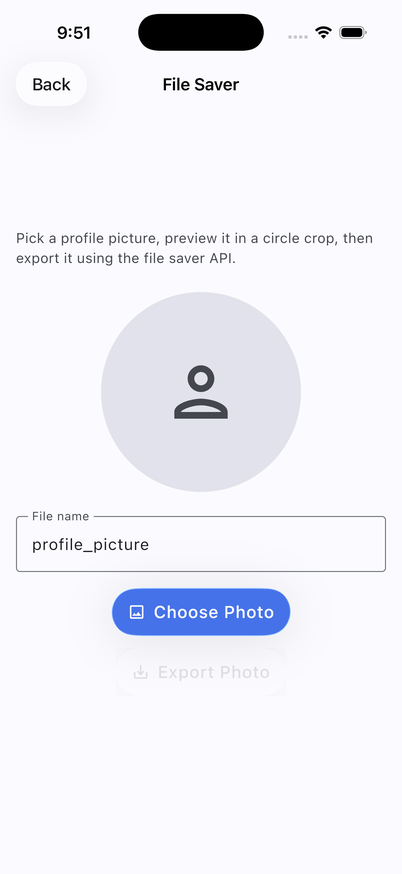 9:51
Back
File Saver
Pick a profile picture, preview it in a circle crop, then
export it using the file saver API.
File name
profile_picture
Choose Photo
Export Photo